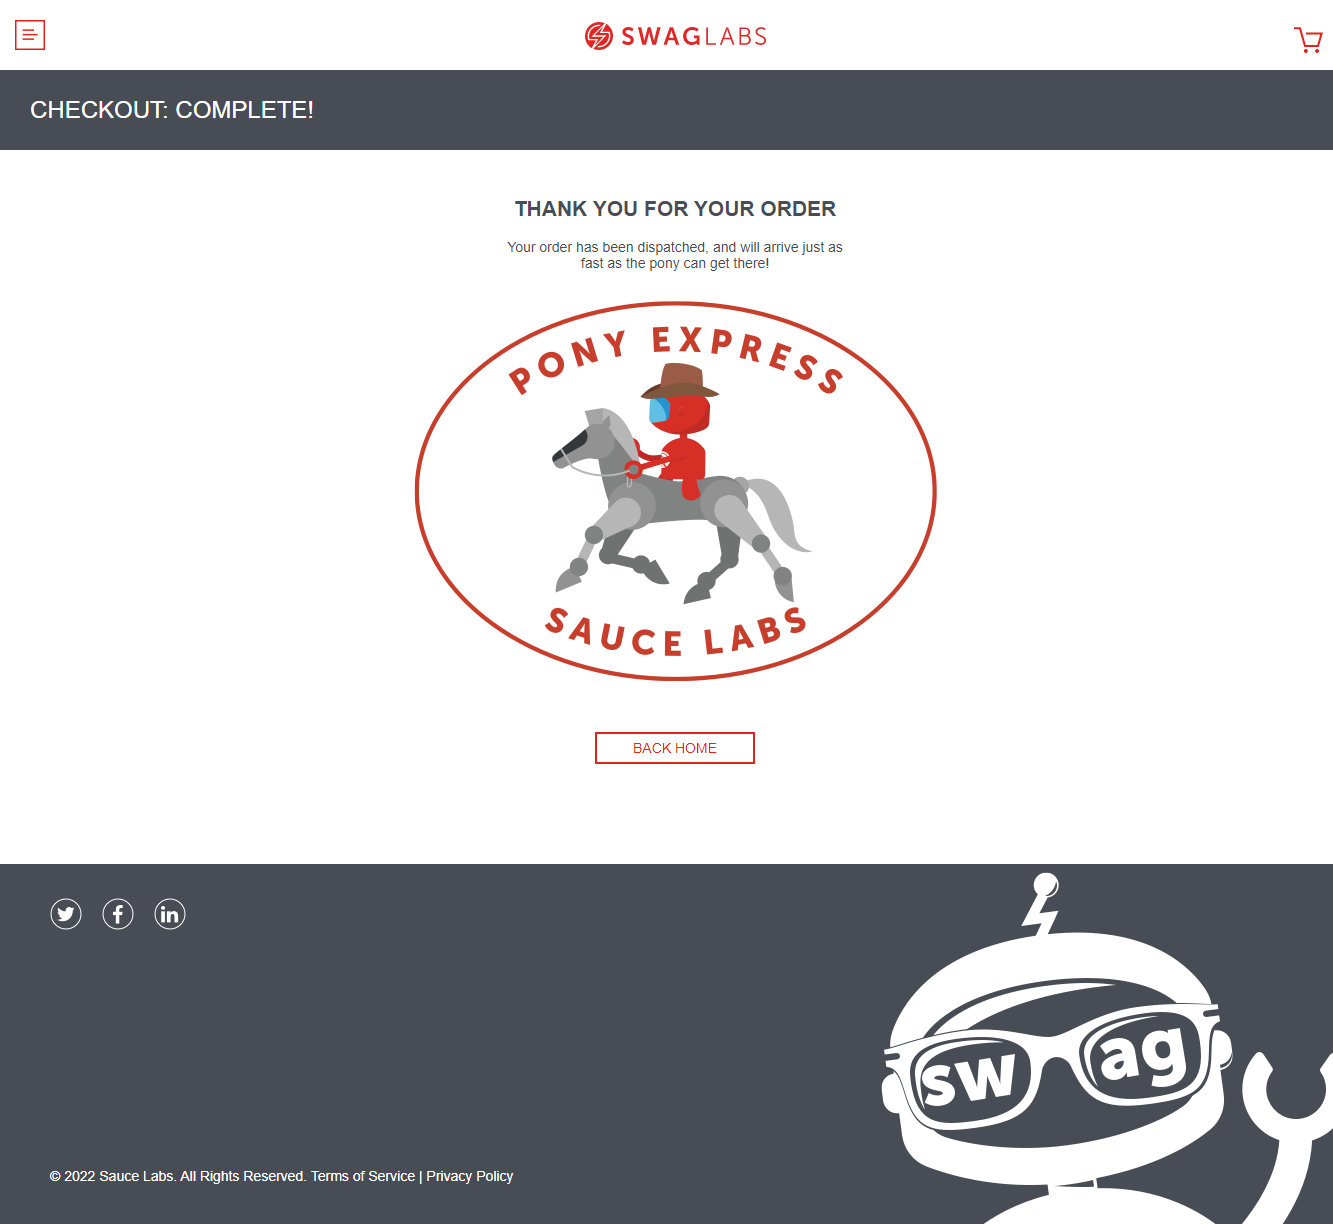 SWAGLABS
CHECKOUT: COMPLETE!
THANK YOU FOR YOUR ORDER
Your order has been dispatched, and will arrive just as
fast as the pony can get there!
PONY EXPRESS
SAUCE LABS
BACK HOME
swag
© 2022 Sauce Labs. All Rights Reserved. Terms of Service | Privacy Policy